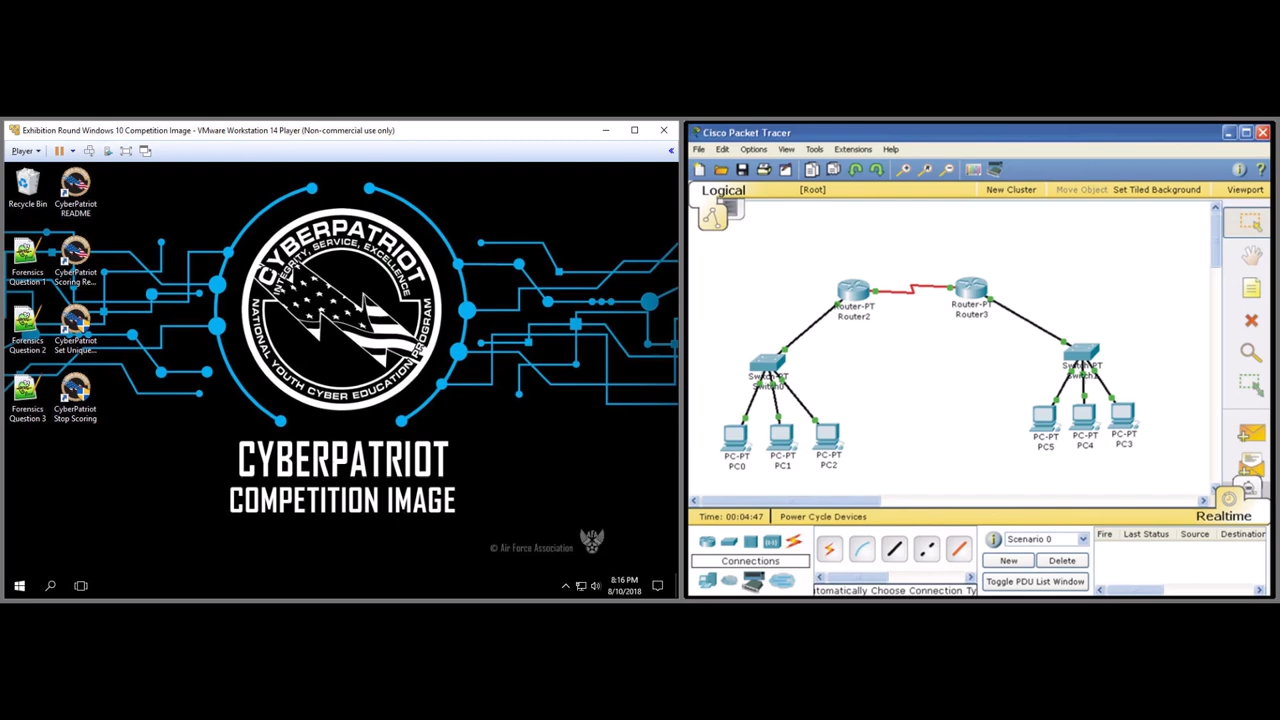 Exhibition Round Windows 10 Competition Image - VMware Workstation 14 Player (Non-commercial use only)
Player
Recycle Bin
CyberPatriot
README
Forensics
Question 1
CyberPatriot
Scoring Re...
Forensics
Question 2
CyberPatriot
Set Unique...
Forensics
Question 3
CyberPatriot
Stop Scoring
CYBERPATRIOT
INTEGRITY, SERVICE, EXCELLENCE
NATIONAL YOUTH CYBER EDUCATION PROGRAM
CYBERPATRIOT
COMPETITION IMAGE
© Air Force Association
AFA
8:16 PM
8/10/2018
Cisco Packet Tracer
File Edit Options View Tools Extensions Help
Logical [Root] New Cluster Move Object Set Tiled Background Viewport
Router-PT
Router2
Router-PT
Router3
Switch-PT
Switch0
Switch-PT
PC-PT
PC0
PC-PT
PC1
PC-PT
PC2
PC-PT
PC5
PC-PT
PC4
PC-PT
PC3
Realtime
Time: 00:04:47 Power Cycle Devices
Connections
Scenario 0
New Delete
Toggle PDU List Window
Fire Last Status Source Destination
tomatically Choose Connection Ty